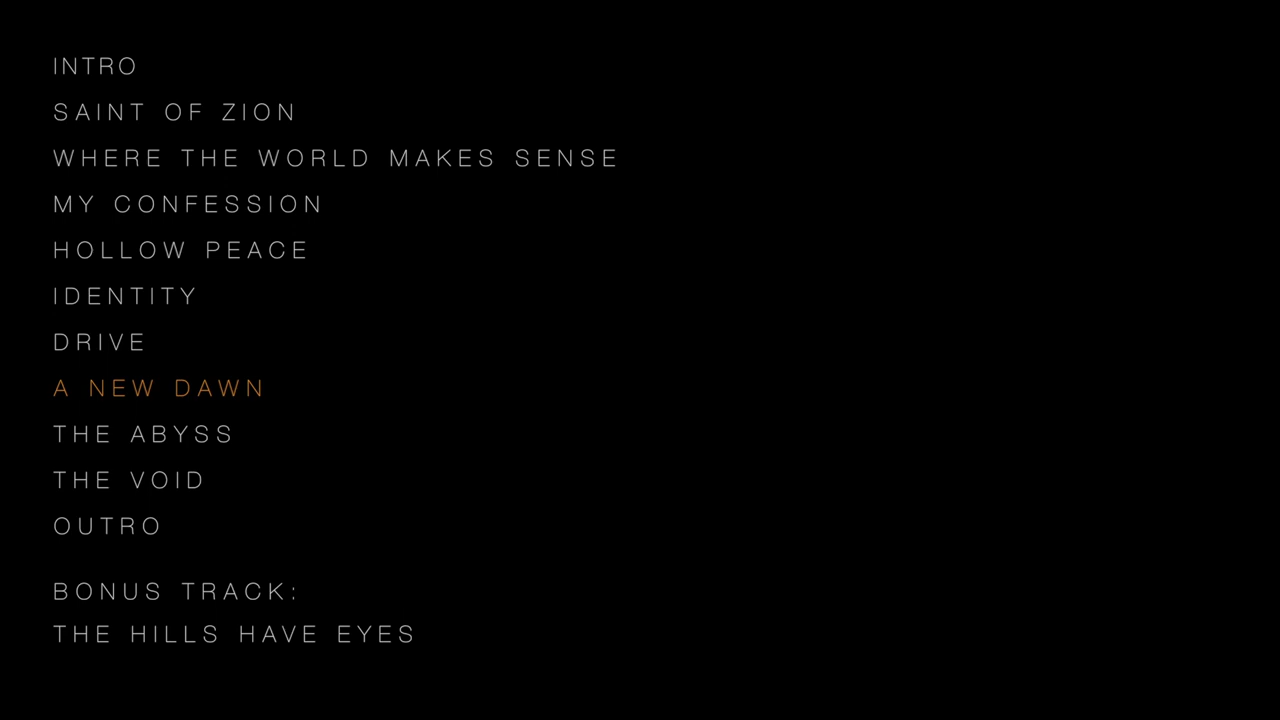 INTRO
SAINT OF ZION
WHERE THE WORLD MAKES SENSE
MY CONFESSION
HOLLOW PEACE
IDENTITY
DRIVE
A NEW DAWN
THE ABYSS
THE VOID
OUTRO
BONUS TRACK:
THE HILLS HAVE EYES